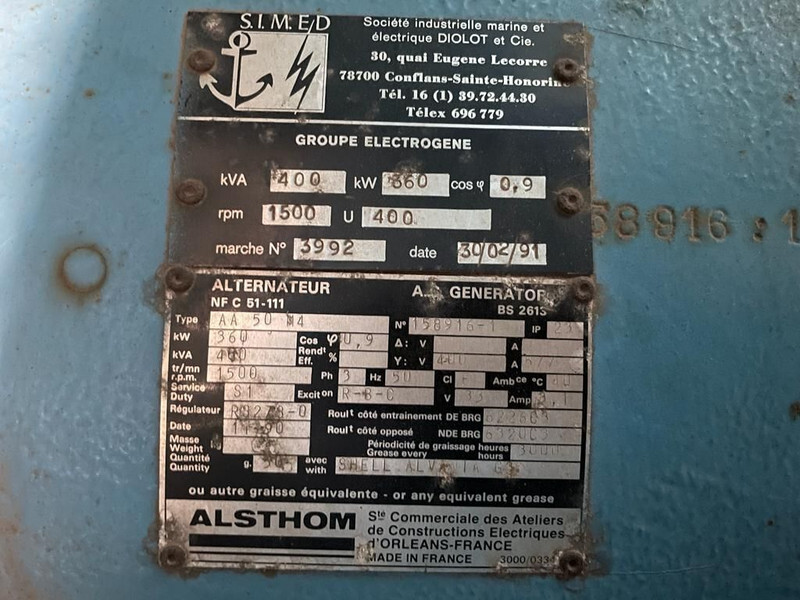 S.I.M.E/D
Société industrielle marine et
électrique DIOLOT et Cie.
30, quai Eugene Lecorre
78700 Conflans-Sainte-Honorine
Tél. 16 (1) 39.72.44.30
Télex 696 779
GROUPE ELECTROGENE
kVA 400 kW 360 cos φ 0,9
rpm 1500 U 400
marche N° 3992 date 30/02/91
58916.1
ALTERNATEUR A.C. GENERATOR
NF C 51-111 BS 2613
Type AA 50 M4 N° 158916-1 IP 23
kW 360 Cos φ 0,9 Δ: V A
kVA 400 Rendt Eff. % Y: V 400 A
tr/mn r.p.m. 1500 Ph 3 Hz 50 Cl Amb ce °C 40
Service Duty S1 Excition R-B-C V 33 Amp
Régulateur Roult côté entrainement DE BRG
Date 11-90 Roult côté opposé NDE BRG
Masse Weight Périodicité de graissage heures
Grease every hours 3000
Quantité Quantity g. avec with SHELL ALVANIA
ou autre graisse équivalente - or any equivalent grease
ALSTHOM
Sté Commerciale des Ateliers
de Constructions Electriques
d'ORLEANS-FRANCE
MADE IN FRANCE 3000/0334